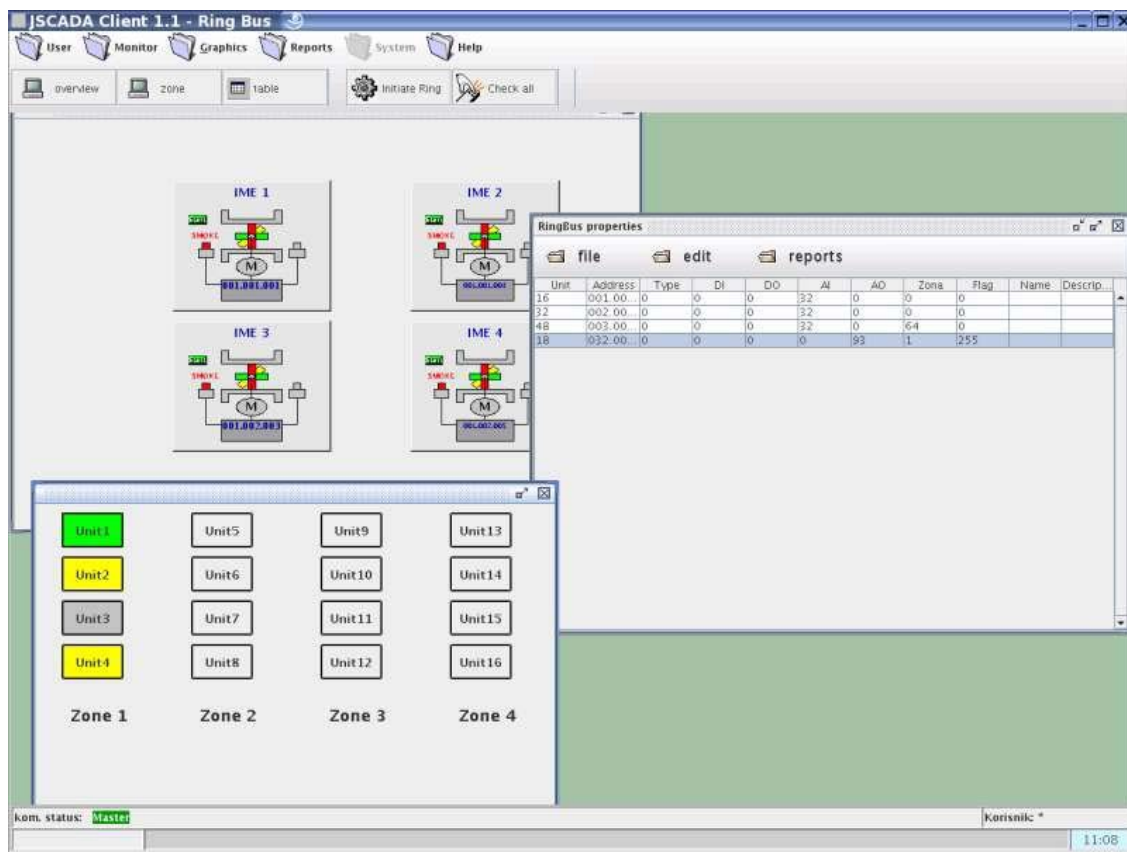 JSCADA Client 1.1 - Ring Bus
User Monitor Graphics Reports System Help
overview zone table Initiate Ring Check all
IME 1
SMOKE
M
001.001.001
IME 2
SMOKE
M
IME 3
SMOKE
M
001.002.003
IME 4
SMOKE
M
001.002.005
RingBus properties
file edit reports
Unit Address Type DI DO AI AO Zona Flag Name Descrip...
16 001.00... 0 0 0 32 0 0 0
32 002.00... 0 0 0 32 0 0 0
48 003.00... 0 0 0 32 0 64 0
18 032.00... 0 0 0 0 93 1 255
Unit1 Unit5 Unit9 Unit13
Unit2 Unit6 Unit10 Unit14
Unit3 Unit7 Unit11 Unit15
Unit4 Unit8 Unit12 Unit16
Zone 1 Zone 2 Zone 3 Zone 4
kom. status: Master
Korisnik: *
11:08